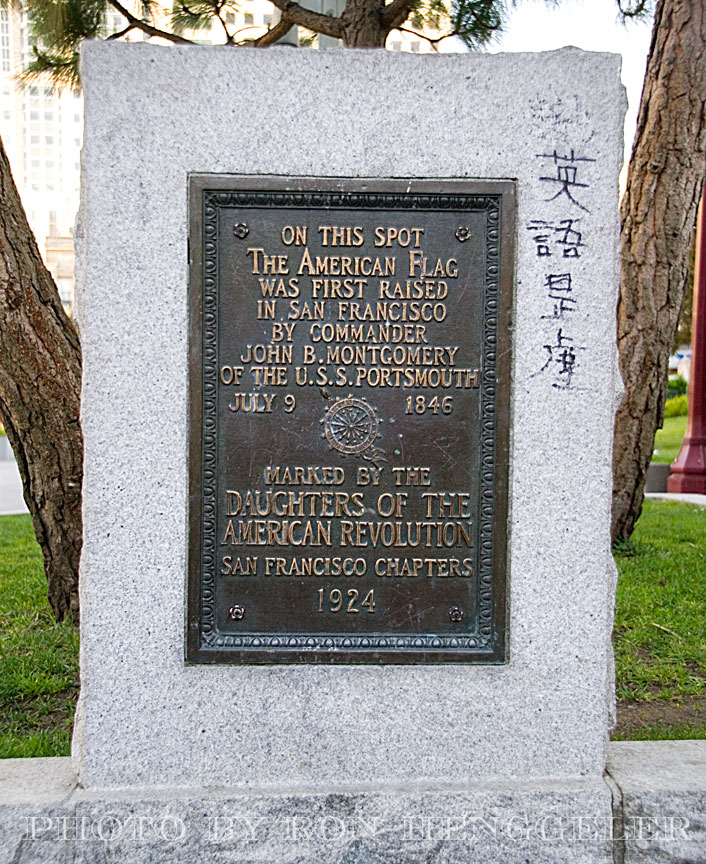 ON THIS SPOT
THE AMERICAN FLAG
WAS FIRST RAISED
IN SAN FRANCISCO
BY COMMANDER
JOHN B. MONTGOMERY
OF THE U.S.S. PORTSMOUTH
JULY 9 1846
MARKED BY THE
DAUGHTERS OF THE
AMERICAN REVOLUTION
SAN FRANCISCO CHAPTERS
1924
英語是
PHOTO BY RON HENGGELER